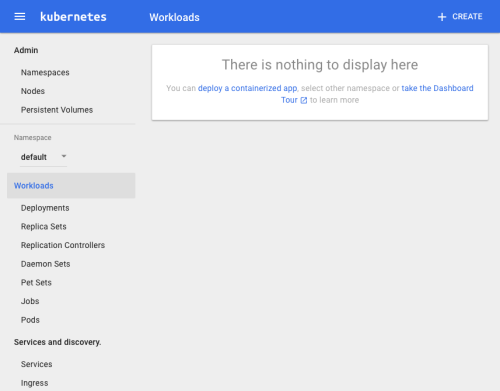 kubernetes
Workloads
CREATE
Admin
Namespaces
Nodes
Persistent Volumes
Namespace
default
Workloads
Deployments
Replica Sets
Replication Controllers
Daemon Sets
Pet Sets
Jobs
Pods
Services and discovery.
Services
Ingress
There is nothing to display here
You can deploy a containerized app, select other namespace or take the Dashboard
Tour to learn more